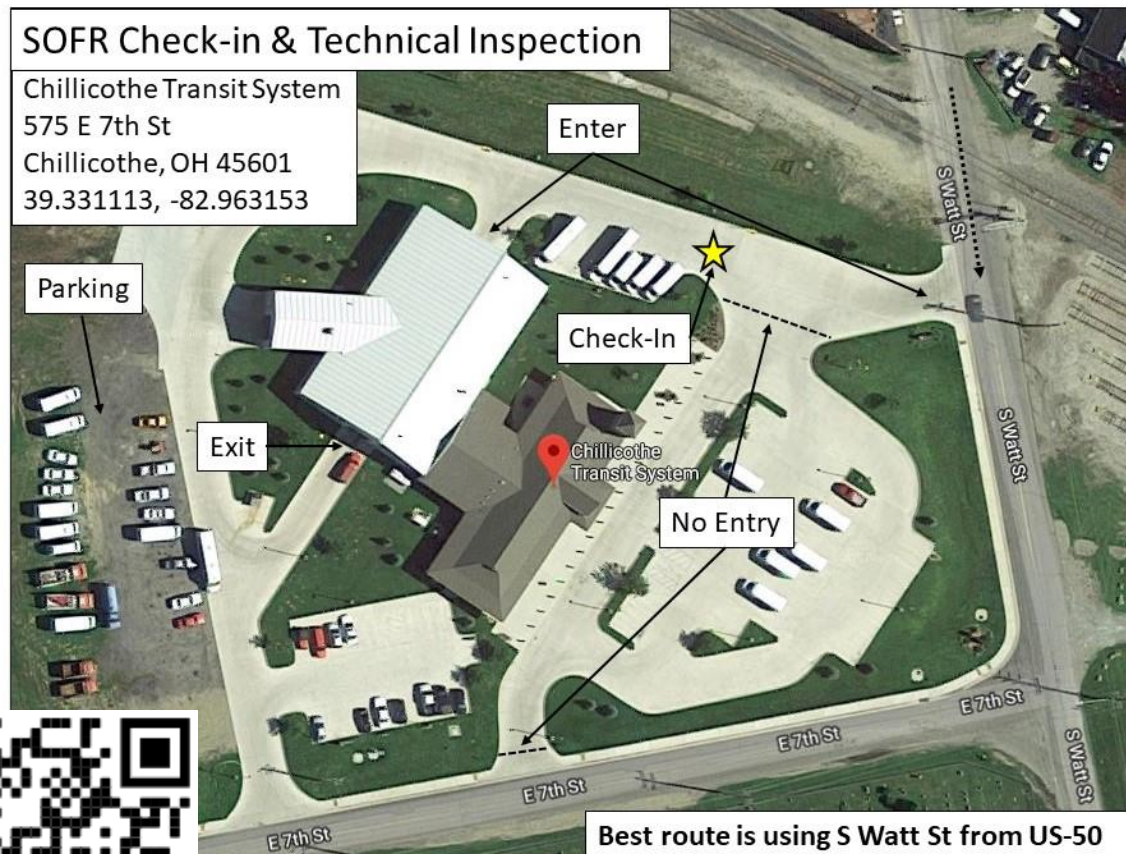 SOFR Check-in & Technical Inspection
Chillicothe Transit System
575 E 7th St
Chillicothe, OH 45601
39.331113, -82.963153
Enter
S Watt St
Parking
Check-In
Exit
S Watt St
Chillicothe
Transit System
No Entry
E 7th St
E 7th St
S Watt St
E 7th St
E 7th St
Best route is using S Watt St from US-50